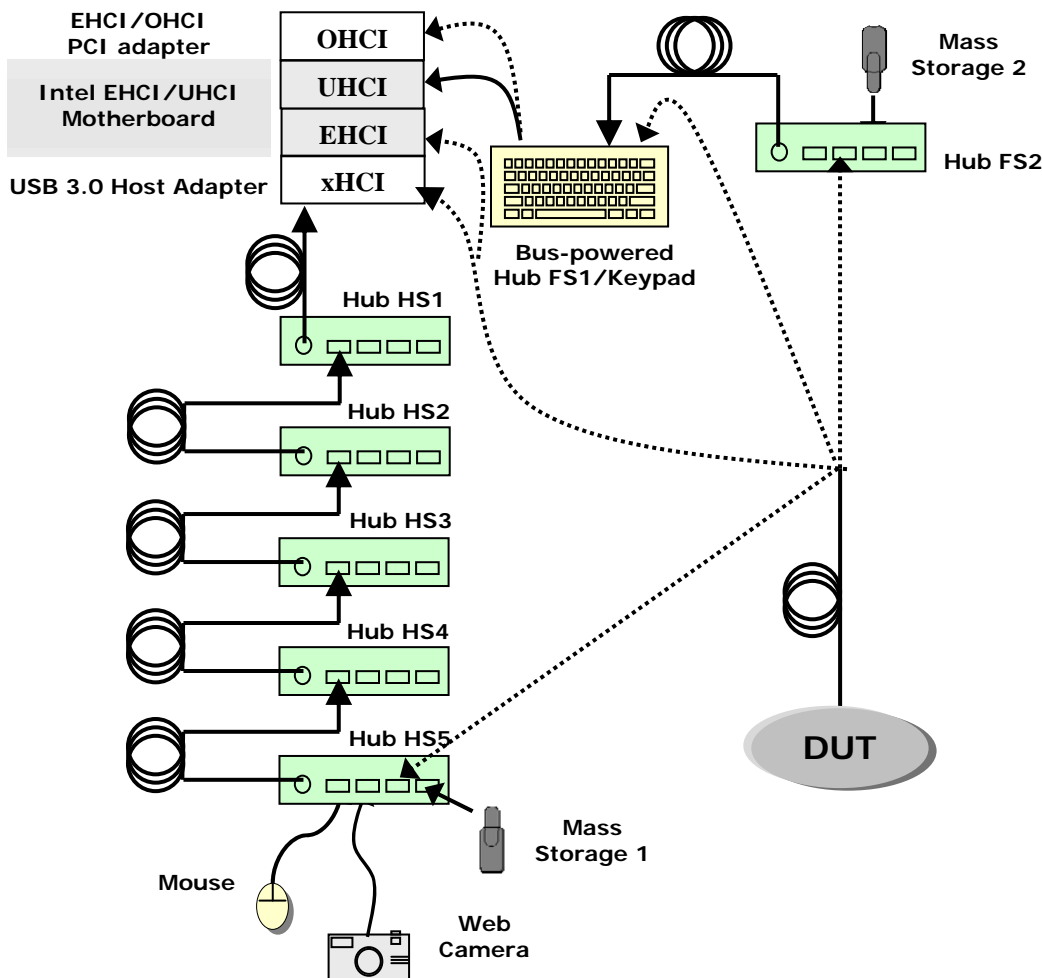 EHCI/OHCI
PCI adapter
Intel EHCI/UHCI
Motherboard
USB 3.0 Host Adapter
OHCI
UHCI
EHCI
xHCI
Bus-powered
Hub FS1/Keypad
Mass
Storage 2
Hub FS2
Hub HS1
Hub HS2
Hub HS3
Hub HS4
Hub HS5
DUT
Mass
Storage 1
Mouse
Web
Camera